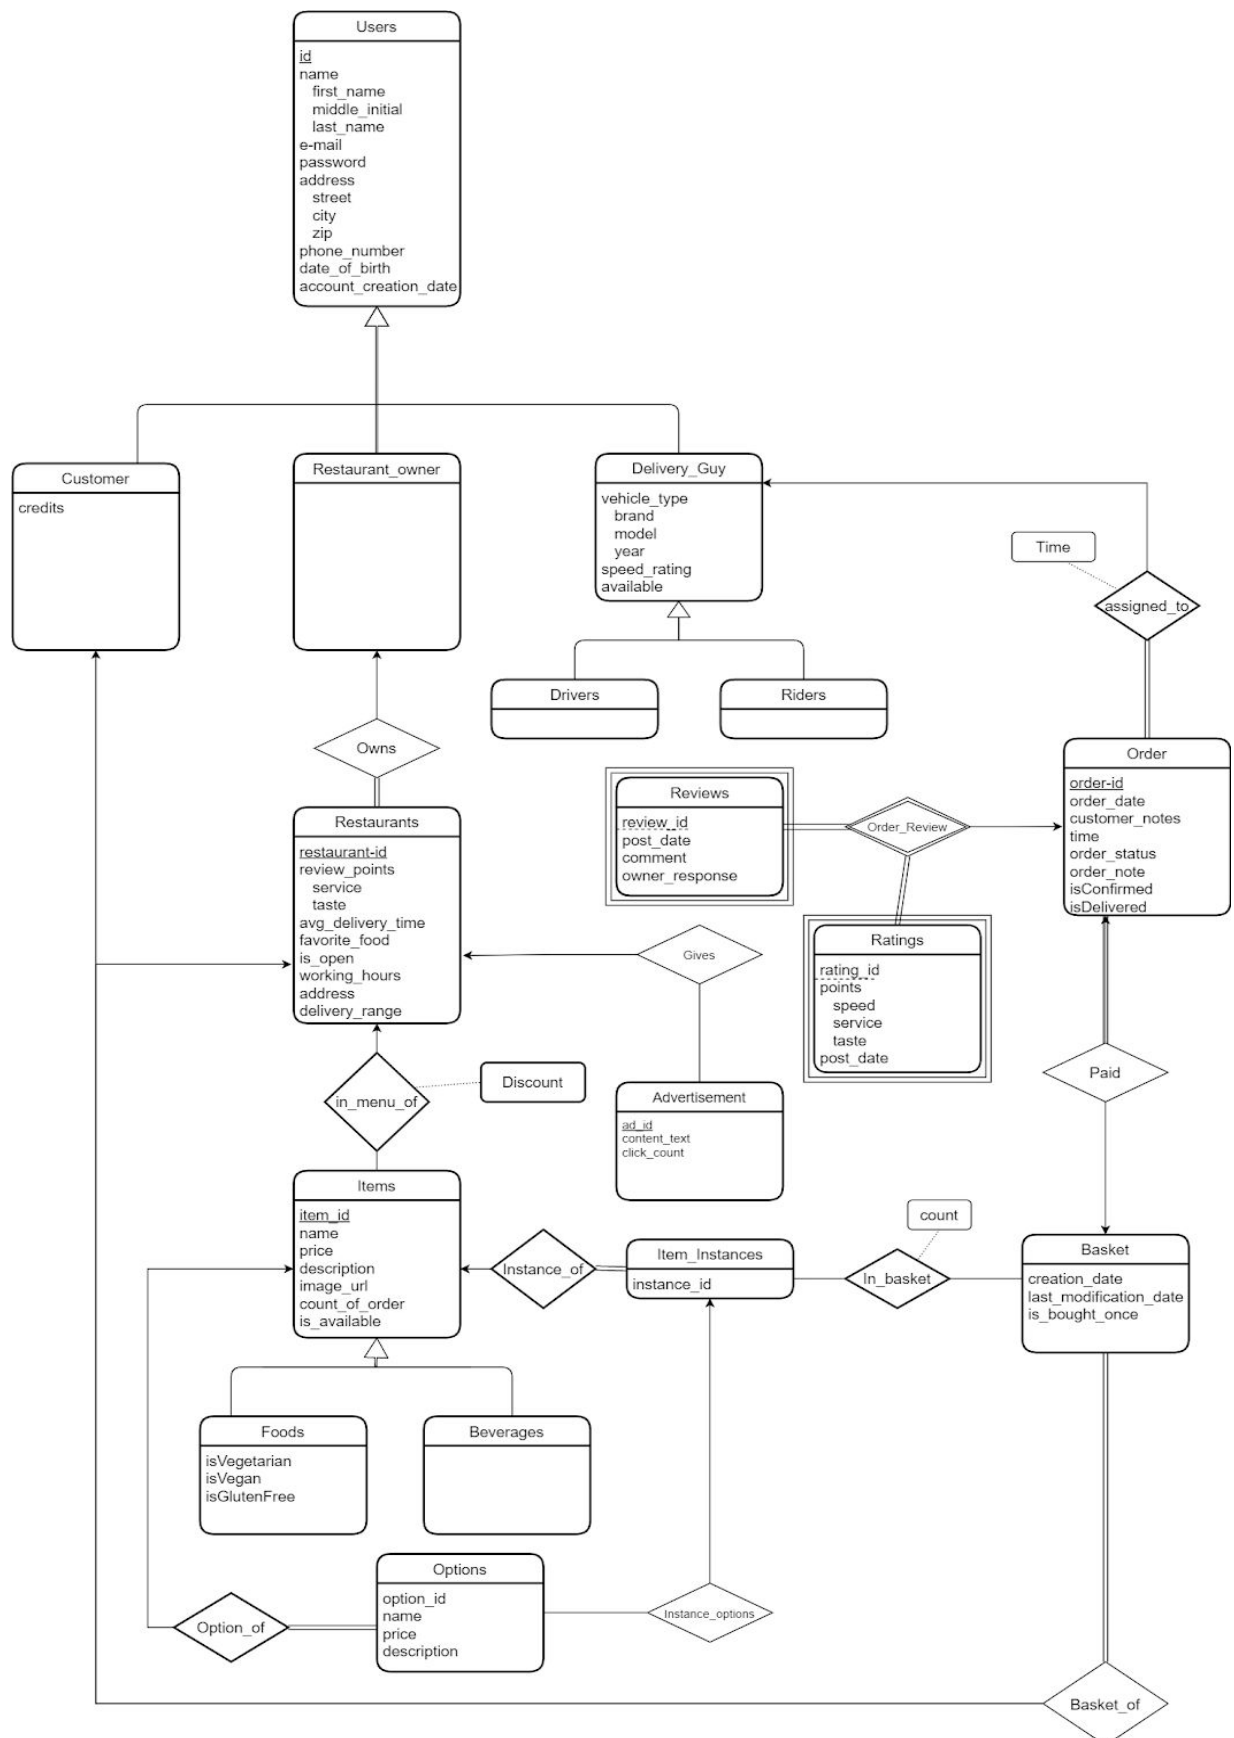 Users
id
name
first_name
middle_initial
last_name
e-mail
password
address
street
city
zip
phone_number
date_of_birth
account_creation_date
Customer
credits
Restaurant_owner
Delivery_Guy
vehicle_type
brand
model
year
speed_rating
available
Time
assigned_to
Drivers
Riders
Owns
Order
order-id
order_date
customer_notes
time
order_status
order_note
isConfirmed
isDelivered
Reviews
review_id
post_date
comment
owner_response
Order_Review
Restaurants
restaurant-id
review_points
service
taste
avg_delivery_time
favorite_food
is_open
working_hours
address
delivery_range
Gives
Ratings
rating_id
points
speed
service
taste
post_date
in_menu_of
Discount
Advertisement
ad_id
content_text
click_count
Paid
Items
item_id
name
price
description
image_url
count_of_order
is_available
Instance_of
Item_Instances
instance_id
count
In_basket
Basket
creation_date
last_modification_date
is_bought_once
Foods
isVegetarian
isVegan
isGlutenFree
Beverages
Option_of
Options
option_id
name
price
description
Instance_options
Basket_of